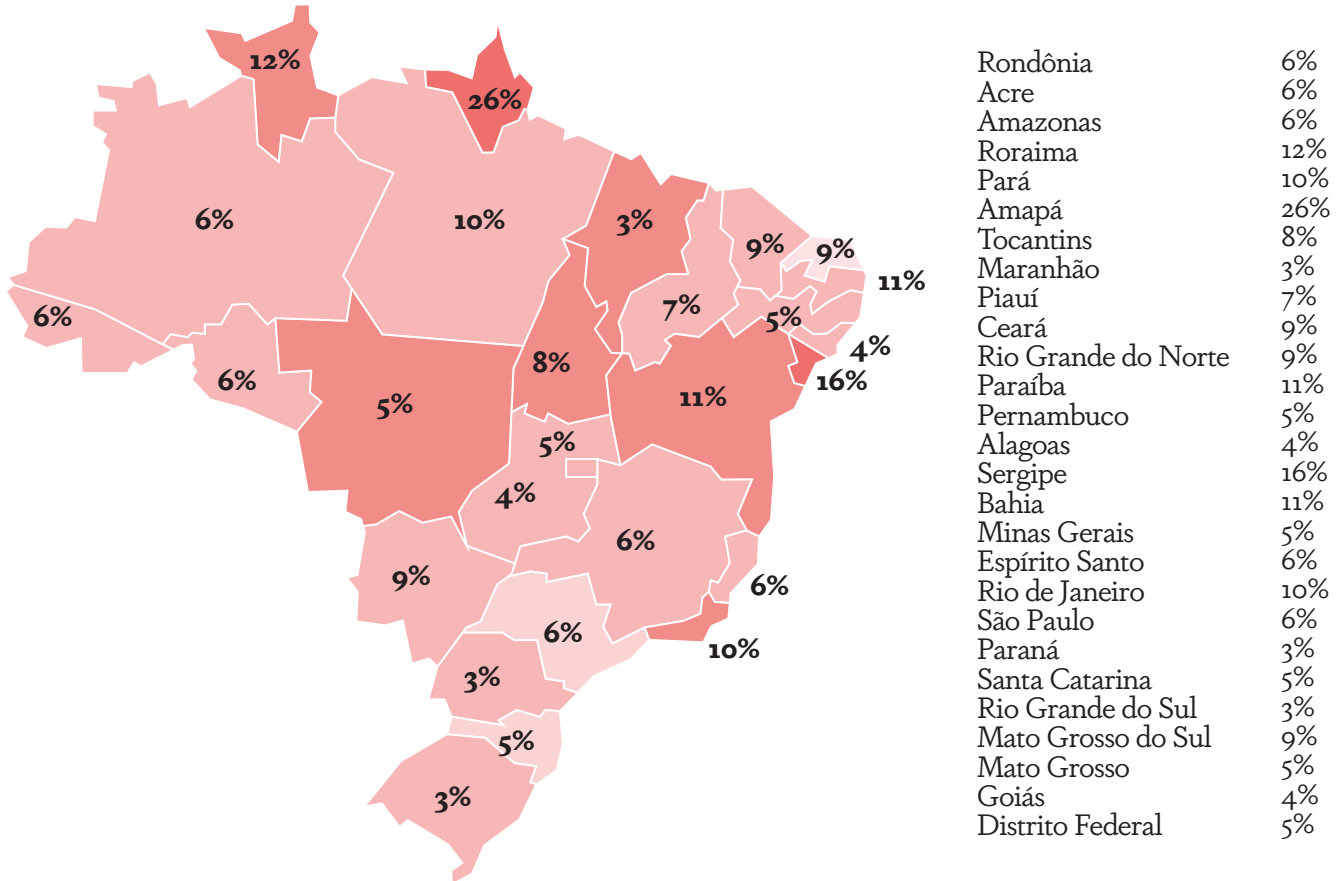 12%
26%
6%
10%
3%
9%
9%
11%
7%
5%
6%
4%
8%
16%
6%
5%
11%
5%
4%
6%
9%
6%
6%
10%
3%
5%
3%
Rondônia 6%
Acre 6%
Amazonas 6%
Roraima 12%
Pará 10%
Amapá 26%
Tocantins 8%
Maranhão 3%
Piauí 7%
Ceará 9%
Rio Grande do Norte 9%
Paraíba 11%
Pernambuco 5%
Alagoas 4%
Sergipe 16%
Bahia 11%
Minas Gerais 5%
Espírito Santo 6%
Rio de Janeiro 10%
São Paulo 6%
Paraná 3%
Santa Catarina 5%
Rio Grande do Sul 3%
Mato Grosso do Sul 9%
Mato Grosso 5%
Goiás 4%
Distrito Federal 5%